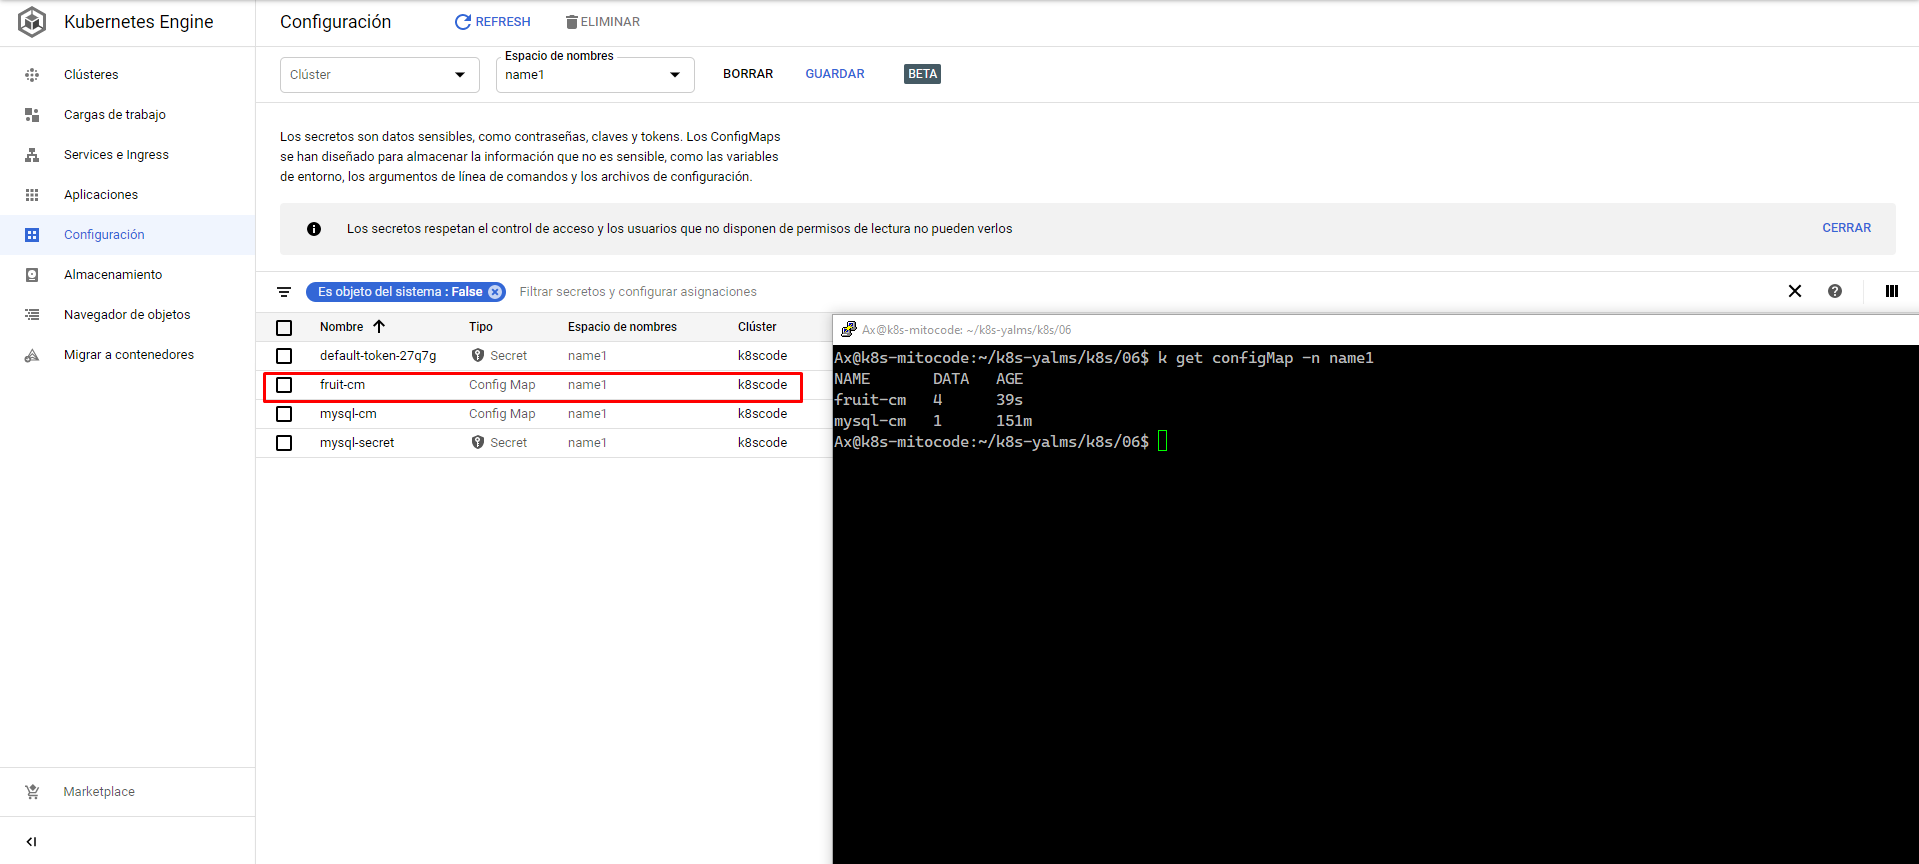 Kubernetes Engine
Configuración
REFRESH
ELIMINAR
Clústeres
Cargas de trabajo
Services e Ingress
Aplicaciones
Configuración
Almacenamiento
Navegador de objetos
Migrar a contenedores
Marketplace
Clúster
Espacio de nombres
name1
BORRAR
GUARDAR
BETA
Los secretos son datos sensibles, como contraseñas, claves y tokens. Los ConfigMaps
se han diseñado para almacenar la información que no es sensible, como las variables
de entorno, los argumentos de línea de comandos y los archivos de configuración.
Los secretos respetan el control de acceso y los usuarios que no disponen de permisos de lectura no pueden verlos
CERRAR
Es objeto del sistema : False
Filtrar secretos y configurar asignaciones
Nombre Tipo Espacio de nombres Clúster
default-token-27q7g Secret name1 k8scode
fruit-cm Config Map name1 k8scode
mysql-cm Config Map name1 k8scode
mysql-secret Secret name1 k8scode
Ax@k8s-mitocode: ~/k8s-yalms/k8s/06
Ax@k8s-mitocode:~/k8s-yalms/k8s/06$ k get configMap -n name1
NAME DATA AGE
fruit-cm 4 39s
mysql-cm 1 151m
Ax@k8s-mitocode:~/k8s-yalms/k8s/06$